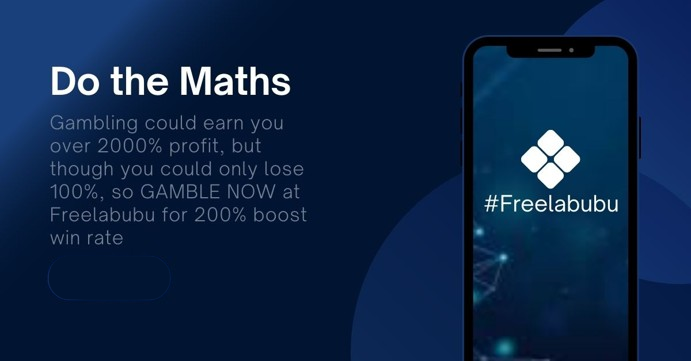 Do the Maths
Gambling could earn you
over 2000% profit, but
though you could only lose
100%, so GAMBLE NOW at
Freelabubu for 200% boost
win rate
#Freelabubu